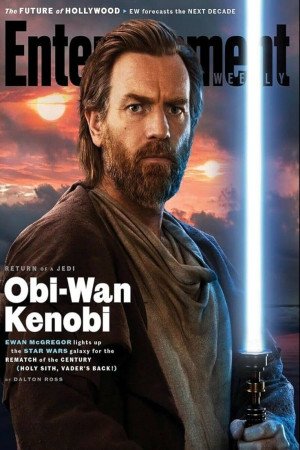 The FUTURE of HOLLYWOOD • EW forecasts the NEXT DECADE
Entertainment
WEEKLY
RETURN of a JEDI
Obi-Wan
Kenobi
EWAN McGREGOR lights up
the STAR WARS galaxy for the
REMATCH of the CENTURY
(HOLY SITH, VADER'S BACK!)
BY DALTON ROSS